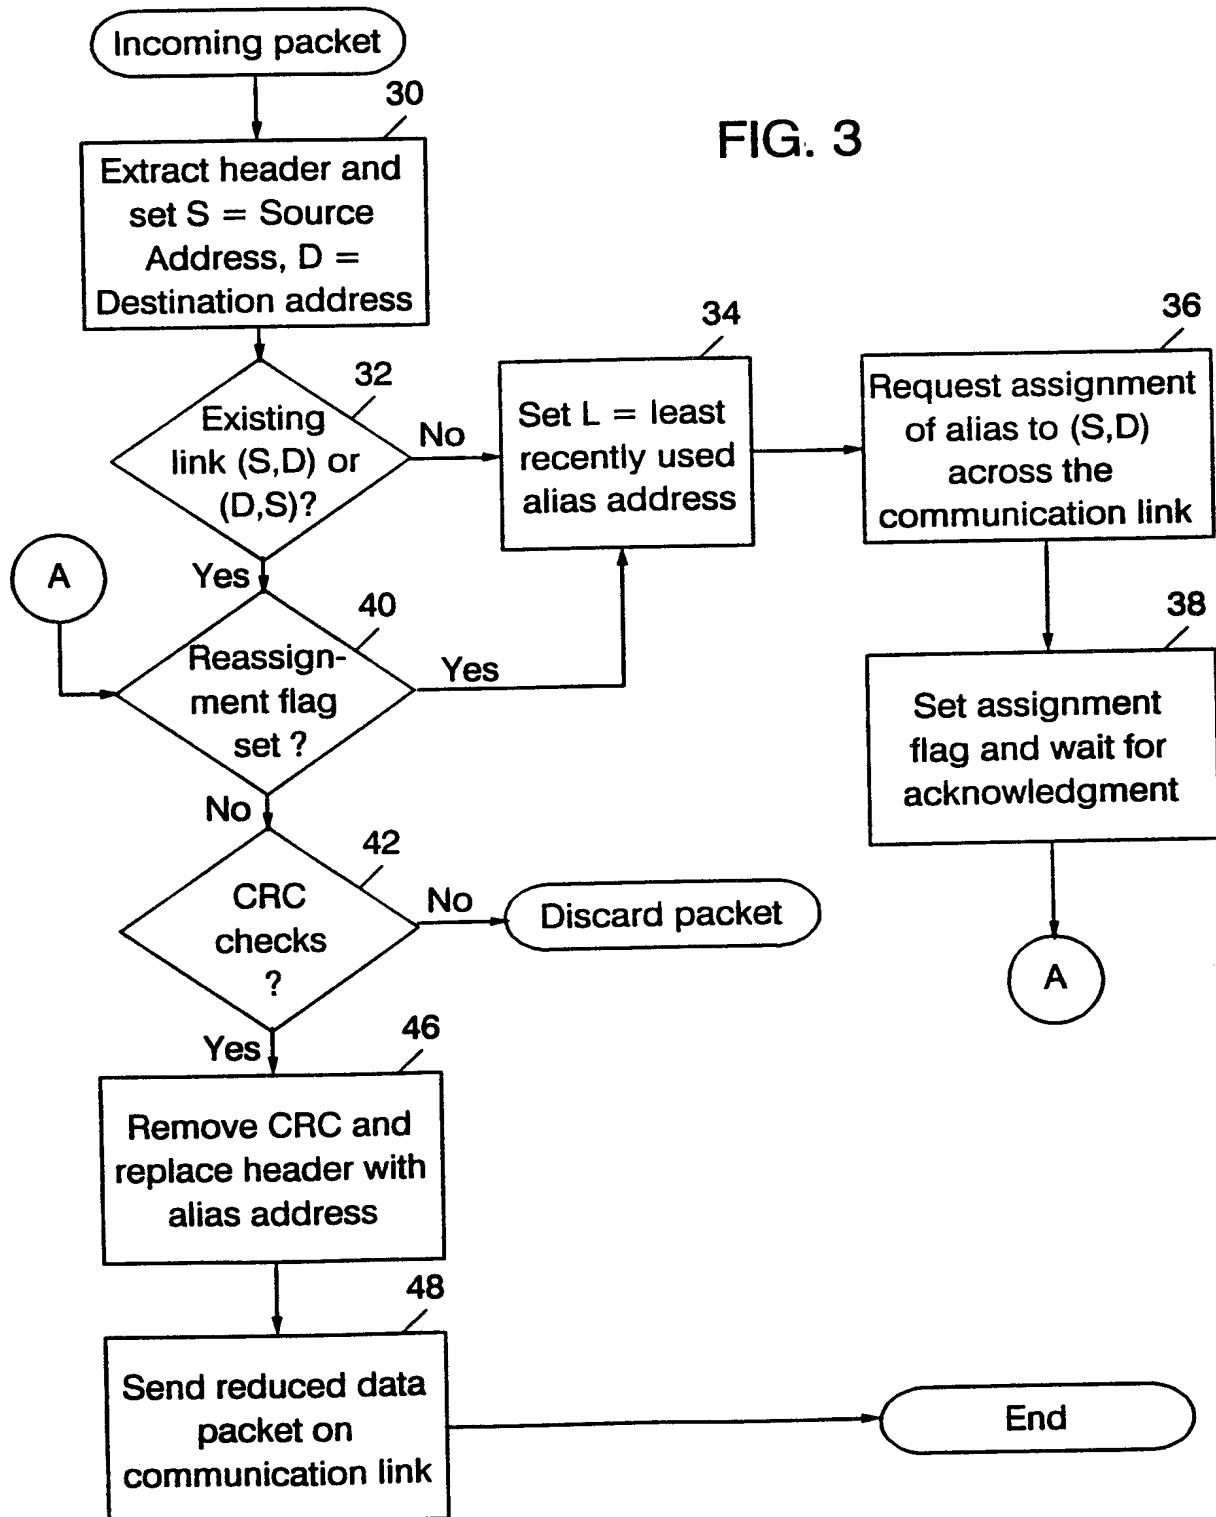 Incoming packet
30
FIG. 3
Extract header and
set S = Source
Address, D =
Destination address
32
Existing
link (S,D) or
(D,S)?
No
Yes
34
Set L = least
recently used
alias address
36
Request assignment
of alias to (S,D)
across the
communication link
38
Set assignment
flag and wait for
acknowledgment
A
A
40
Reassign-
ment flag
set ?
Yes
No
42
CRC
checks
?
No
Discard packet
Yes
46
Remove CRC and
replace header with
alias address
48
Send reduced data
packet on
communication link
End